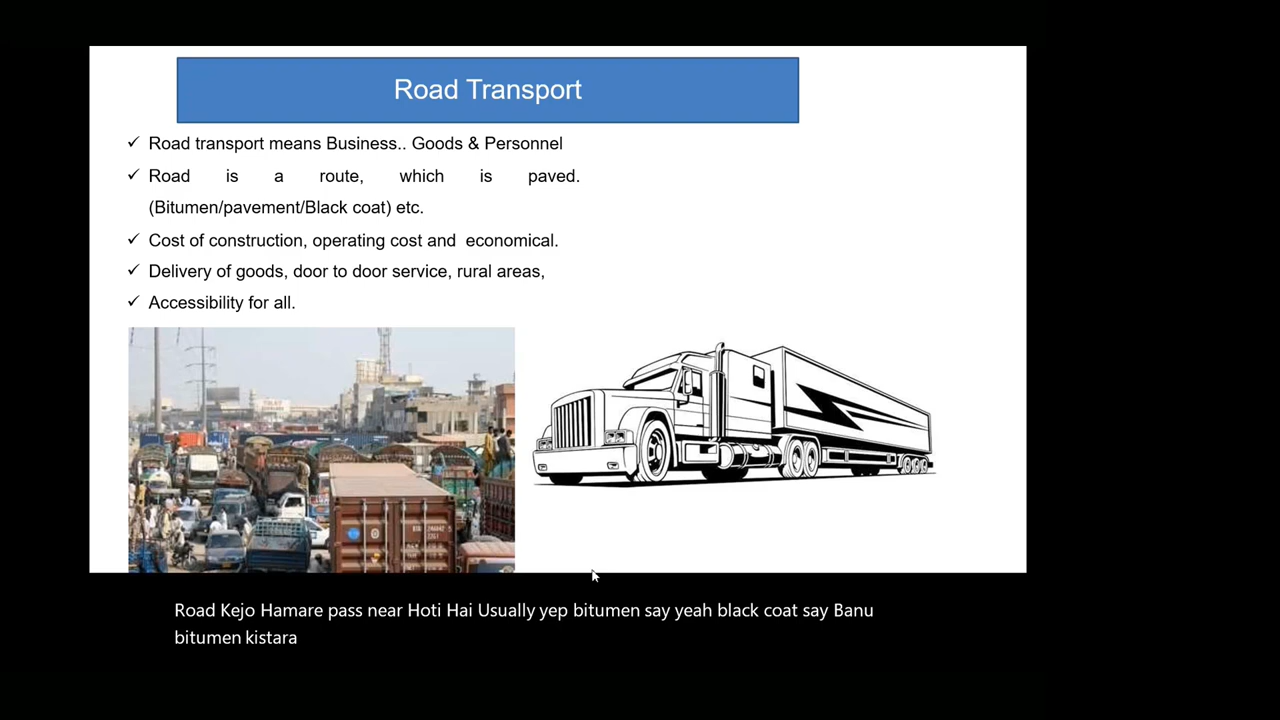 Road Transport
✓ Road transport means Business.. Goods & Personnel
✓ Road is a route, which is paved.
(Bitumen/pavement/Black coat) etc.
✓ Cost of construction, operating cost and economical.
✓ Delivery of goods, door to door service, rural areas,
✓ Accessibility for all.
Road Kejo Hamare pass near Hoti Hai Usually yep bitumen say yeah black coat say Banu
bitumen kistara